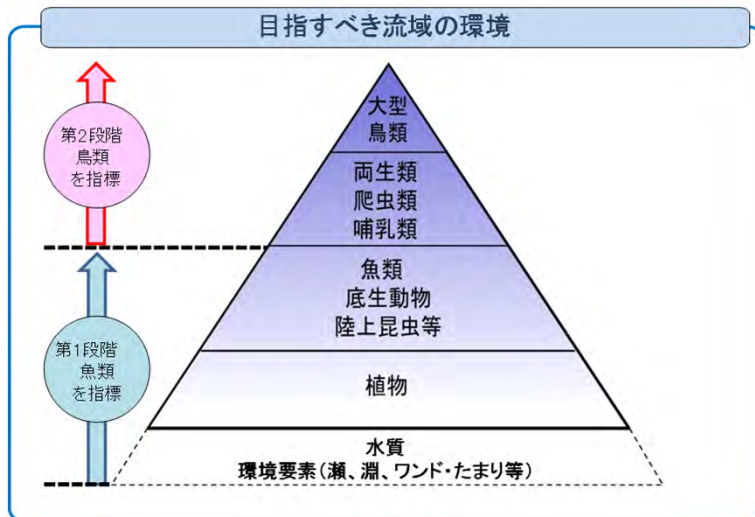 目指すべき流域の環境
第2段階
鳥類
を指標
第1段階
魚類
を指標
大型
鳥類
両生類
爬虫類
哺乳類
魚類
底生動物
陸上昆虫等
植物
水質
環境要素(瀬、淵、ワンド・たまり等)